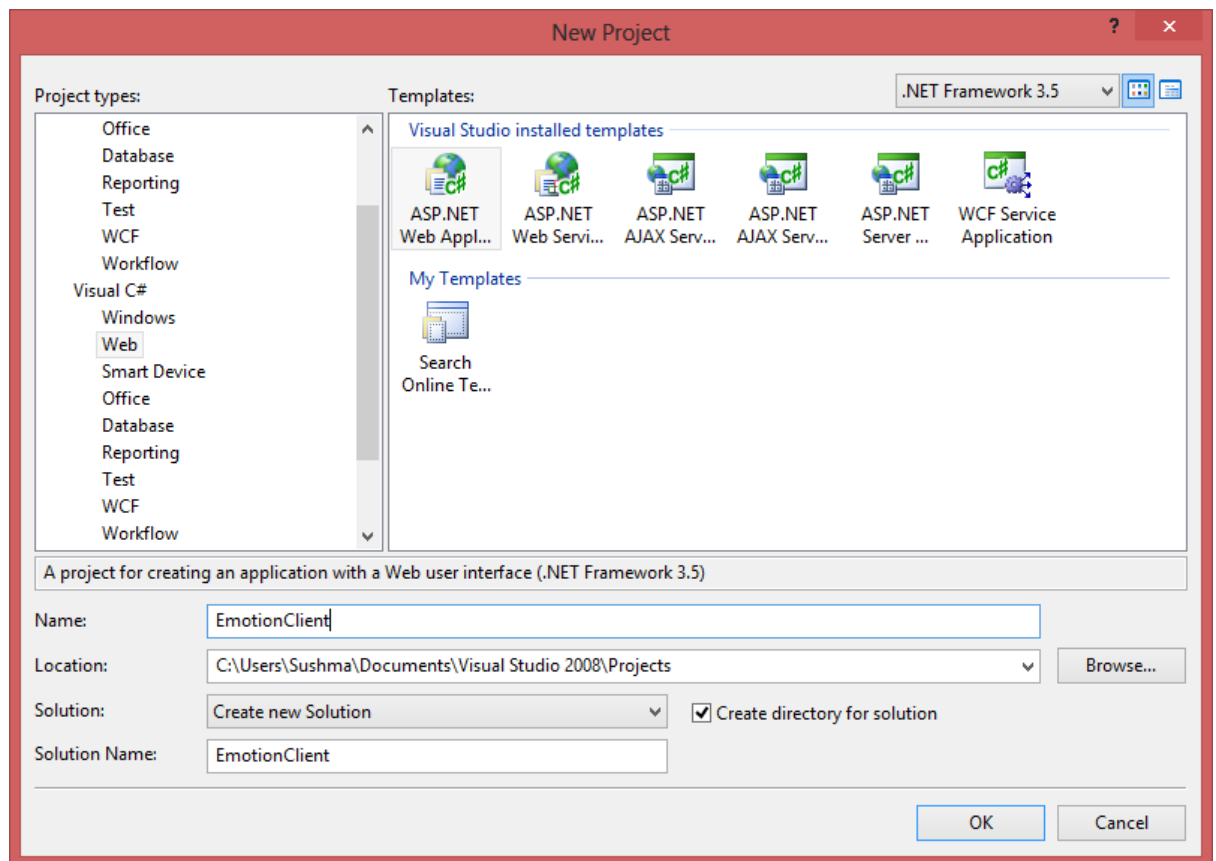 New Project
?
Project types:
Templates:
.NET Framework 3.5
Office
Database
Reporting
Test
WCF
Workflow
Visual C#
Windows
Web
Smart Device
Office
Database
Reporting
Test
WCF
Workflow
Visual Studio installed templates
ASP.NET
Web Appl...
ASP.NET
Web Servi...
ASP.NET
AJAX Serv...
ASP.NET
AJAX Serv...
ASP.NET
Server ...
WCF Service
Application
My Templates
Search
Online Te...
A project for creating an application with a Web user interface (.NET Framework 3.5)
Name:
EmotionClient
Location:
C:\Users\Sushma\Documents\Visual Studio 2008\Projects
Browse...
Solution:
Create new Solution
Create directory for solution
Solution Name:
EmotionClient
OK
Cancel